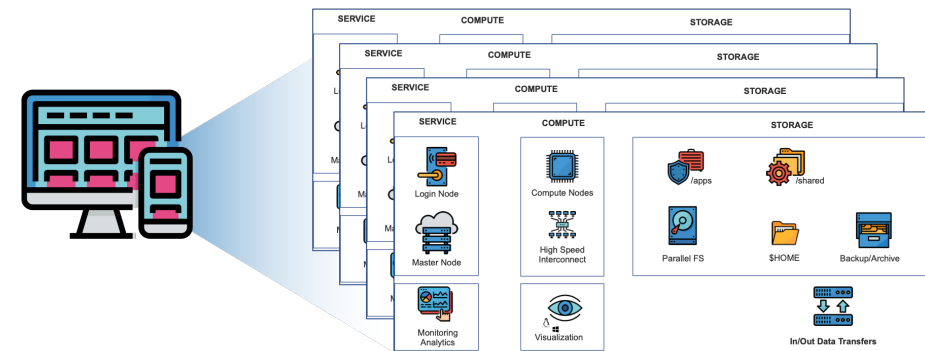 SERVICE COMPUTE STORAGE
SERVICE COMPUTE STORAGE
SERVICE COMPUTE STORAGE
SERVICE COMPUTE STORAGE
/apps /shared
Login Node Compute Nodes
Master Node High Speed
Interconnect Parallel FS $HOME Backup/Archive
Monitoring
Analytics Visualization In/Out Data Transfers